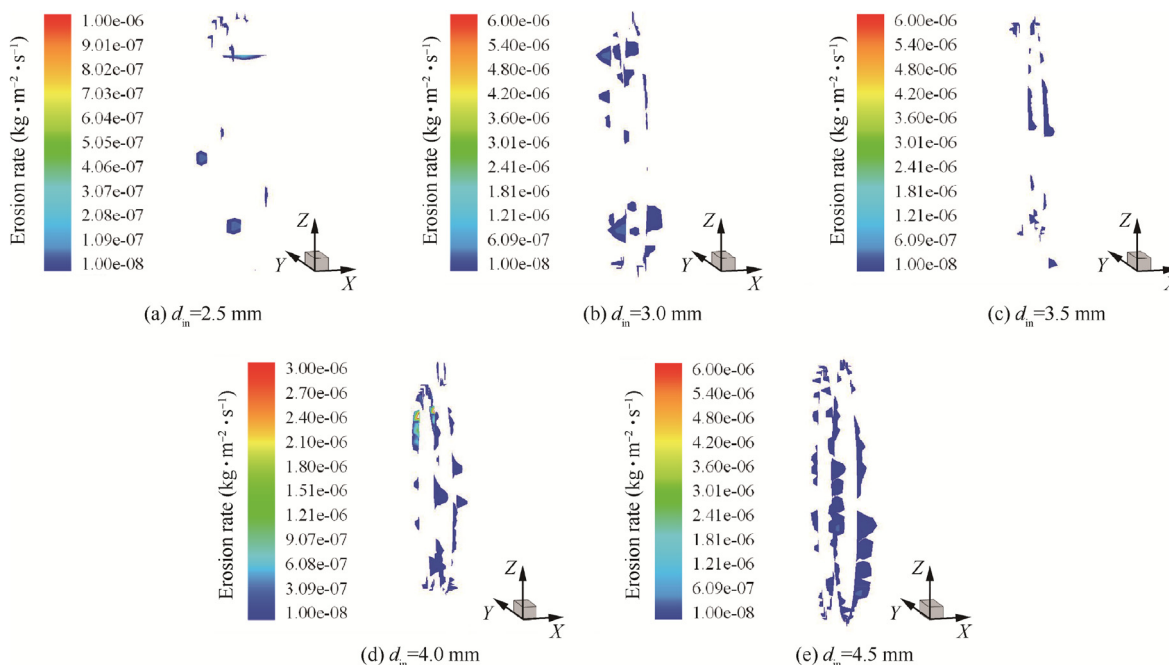 Erosion rate (kg·m⁻²·s⁻¹)
1.00e-06
9.01e-07
8.02e-07
7.03e-07
6.04e-07
5.05e-07
4.06e-07
3.07e-07
2.08e-07
1.09e-07
1.00e-08
Z
Y
X
(a) d_in=2.5 mm
Erosion rate (kg·m⁻²·s⁻¹)
6.00e-06
5.40e-06
4.80e-06
4.20e-06
3.60e-06
3.01e-06
2.41e-06
1.81e-06
1.21e-06
6.09e-07
1.00e-08
Z
Y
X
(b) d_in=3.0 mm
Erosion rate (kg·m⁻²·s⁻¹)
6.00e-06
5.40e-06
4.80e-06
4.20e-06
3.60e-06
3.01e-06
2.41e-06
1.81e-06
1.21e-06
6.09e-07
1.00e-08
Z
Y
X
(c) d_in=3.5 mm
Erosion rate (kg·m⁻²·s⁻¹)
3.00e-06
2.70e-06
2.40e-06
2.10e-06
1.80e-06
1.51e-06
1.21e-06
9.07e-07
6.08e-07
3.09e-07
1.00e-08
Z
Y
X
(d) d_in=4.0 mm
Erosion rate (kg·m⁻²·s⁻¹)
6.00e-06
5.40e-06
4.80e-06
4.20e-06
3.60e-06
3.01e-06
2.41e-06
1.81e-06
1.21e-06
6.09e-07
1.00e-08
Z
Y
X
(e) d_in=4.5 mm